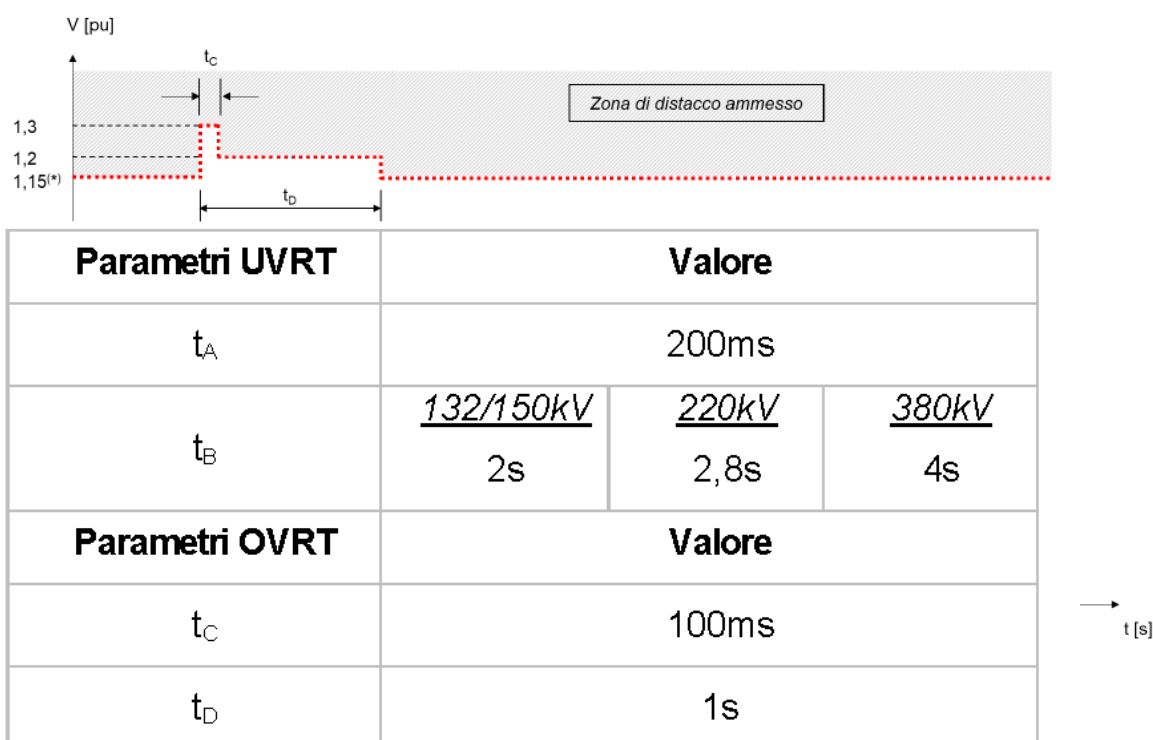 V [pu]
tC
Zona di distacco ammesso
1,3
1,2
1,15(*)
tD
Parametri UVRT Valore
tA 200ms
132/150kV 220kV 380kV
tB 2s 2,8s 4s
Parametri OVRT Valore
tC 100ms
t [s]
tD 1s